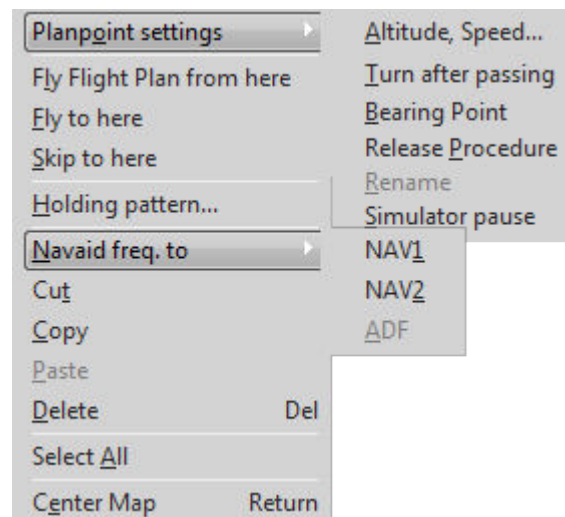 Planpoint settings
Fly Flight Plan from here
Fly to here
Skip to here
Holding pattern...
Navaid freq. to
Cut
Copy
Paste
Delete Del
Select All
Center Map Return
Altitude, Speed...
Turn after passing
Bearing Point
Release Procedure
Rename
Simulator pause
NAV1
NAV2
ADF